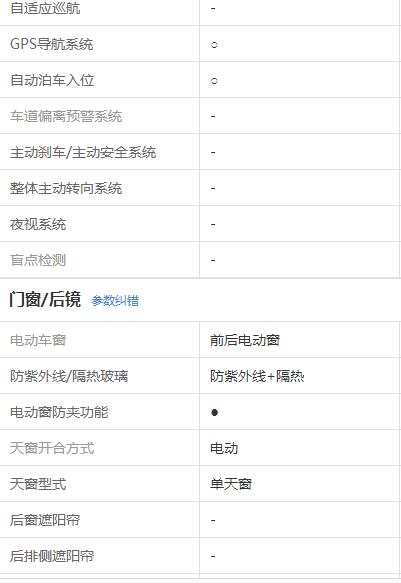 自适应巡航 -
GPS导航系统 ○
自动泊车入位 ○
车道偏离预警系统 -
主动刹车/主动安全系统 -
整体主动转向系统 -
夜视系统 -
盲点检测 -
门窗/后镜 参数纠错
电动车窗 前后电动窗
防紫外线/隔热玻璃 防紫外线+隔热
电动窗防夹功能 ●
天窗开合方式 电动
天窗型式 单天窗
后窗遮阳帘 -
后排侧遮阳帘 -